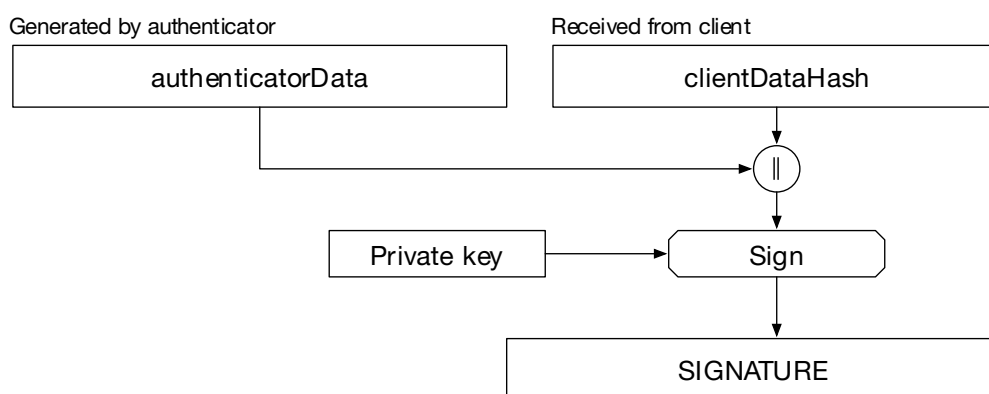 Generated by authenticator
Received from client
authenticatorData
clientDataHash
||
Private key
Sign
SIGNATURE